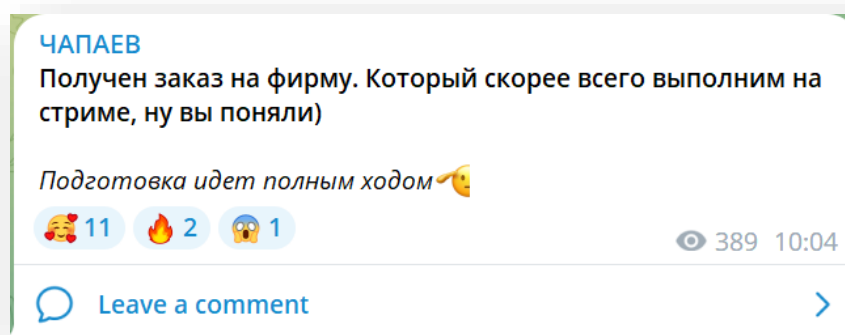 ЧАПАЕВ
Получен заказ на фирму. Который скорее всего выполним на
стриме, ну вы поняли)
Подготовка идет полным ходом🫡
🥰 11 🔥 2 😱 1
389 10:04
Leave a comment